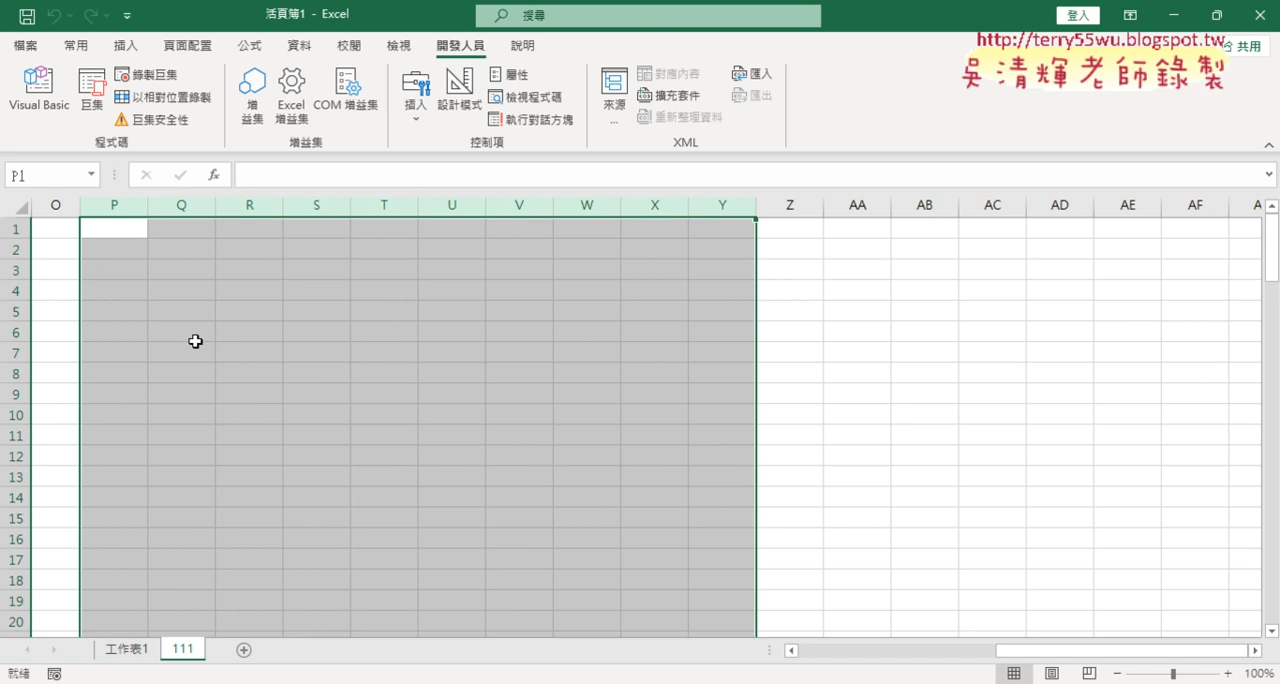 活頁簿1 - Excel
搜尋
登入
檔案 常用 插入 頁面配置 公式 資料 校閱 檢視 開發人員 說明
http://terry55wu.blogspot.tw
共用
吳清輝老師錄製
Visual Basic
巨集
錄製巨集
以相對位置錄製
巨集安全性
程式碼
增益集
Excel 增益集
COM 增益集
增益集
插入
設計模式
屬性
檢視程式碼
執行對話方塊
控制項
來源
...
對應內容
擴充套件
重新整理資料
匯入
匯出
XML
P1
fx
O P Q R S T U V W X Y Z AA AB AC AD AE AF
1
2
3
4
5
6
7
8
9
10
11
12
13
14
15
16
17
18
19
20
工作表1 111
就緒
100%